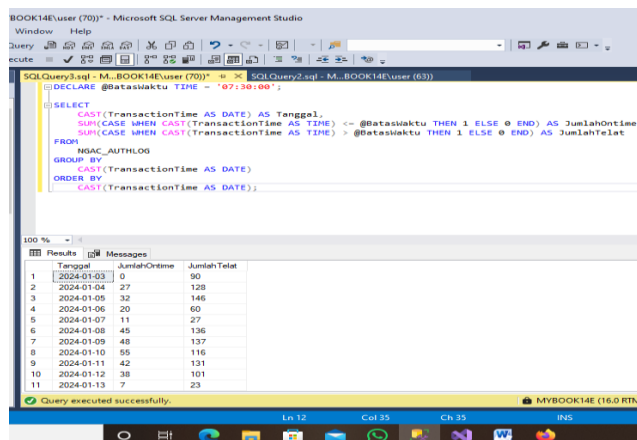 BOOK14E\user (70))* - Microsoft SQL Server Management Studio
Window Help
Query
ecute
SQLQuery3.sql - M...BOOK14E\user (70))* SQLQuery2.sql - M...BOOK14E\user (63))
DECLARE @BatasWaktu TIME = '07:30:00';
SELECT
CAST(TransactionTime AS DATE) AS Tanggal,
SUM(CASE WHEN CAST(TransactionTime AS TIME) <= @BatasWaktu THEN 1 ELSE 0 END) AS JumlahOntime
SUM(CASE WHEN CAST(TransactionTime AS TIME) > @BatasWaktu THEN 1 ELSE 0 END) AS JumlahTelat
FROM
NGAC_AUTHLOG
GROUP BY
CAST(TransactionTime AS DATE)
ORDER BY
CAST(TransactionTime AS DATE);
100 %
Results Messages
Tanggal JumlahOntime JumlahTelat
1 2024-01-03 0 90
2 2024-01-04 27 128
3 2024-01-05 32 146
4 2024-01-06 20 60
5 2024-01-07 11 27
6 2024-01-08 45 136
7 2024-01-09 48 137
8 2024-01-10 55 116
9 2024-01-11 42 131
10 2024-01-12 38 101
11 2024-01-13 7 23
Query executed successfully. MYBOOK14E (16.0 RTM
Ln 12 Col 35 Ch 35 INS